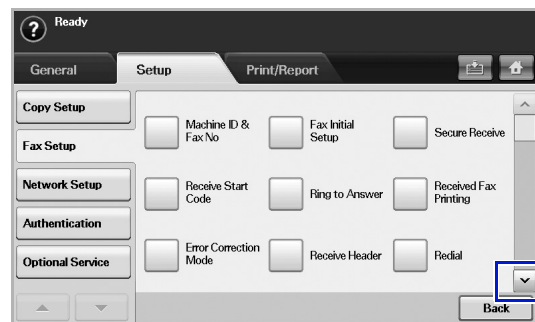 Ready
General Setup Print/Report
Copy Setup
Fax Setup
Network Setup
Authentication
Optional Service
Machine ID &
Fax No
Fax Initial
Setup
Secure Receive
Receive Start
Code
Ring to Answer
Received Fax
Printing
Error Correction
Mode
Receive Header
Redial
Back